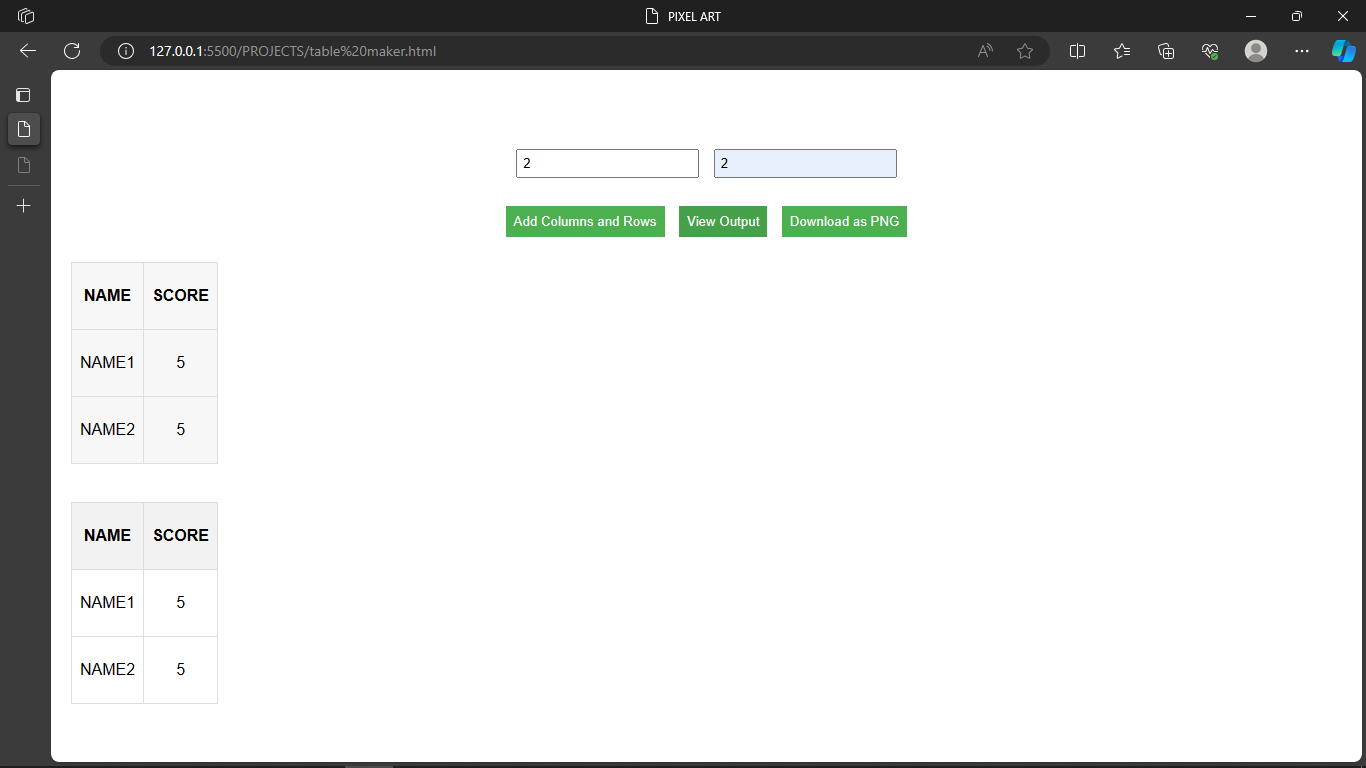 PIXEL ART
127.0.0.1:5500/PROJECTS/table%20maker.html
2 2
Add Columns and Rows View Output Download as PNG
NAME SCORE
NAME1 5
NAME2 5
NAME SCORE
NAME1 5
NAME2 5